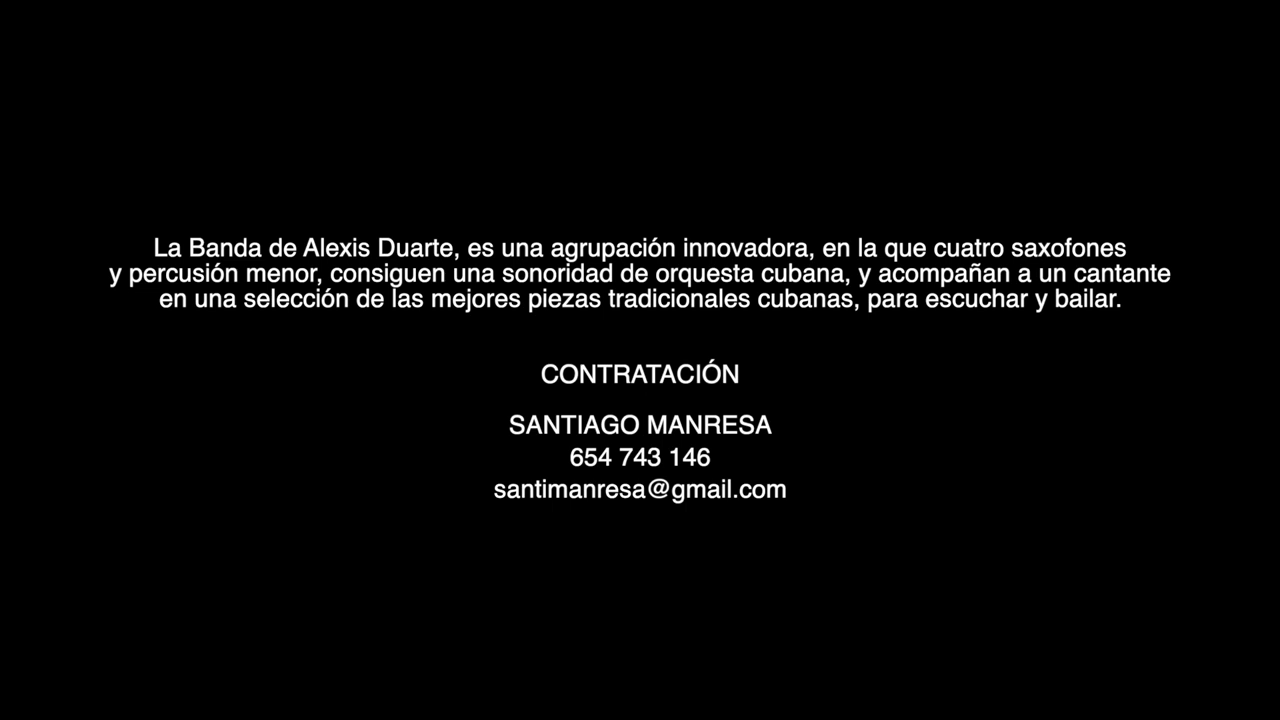 La Banda de Alexis Duarte, es una agrupación innovadora, en la que cuatro saxofones
y percusión menor, consiguen una sonoridad de orquesta cubana, y acompañan a un cantante
en una selección de las mejores piezas tradicionales cubanas, para escuchar y bailar.
CONTRATACIÓN
SANTIAGO MANRESA
654 743 146
santimanresa@gmail.com